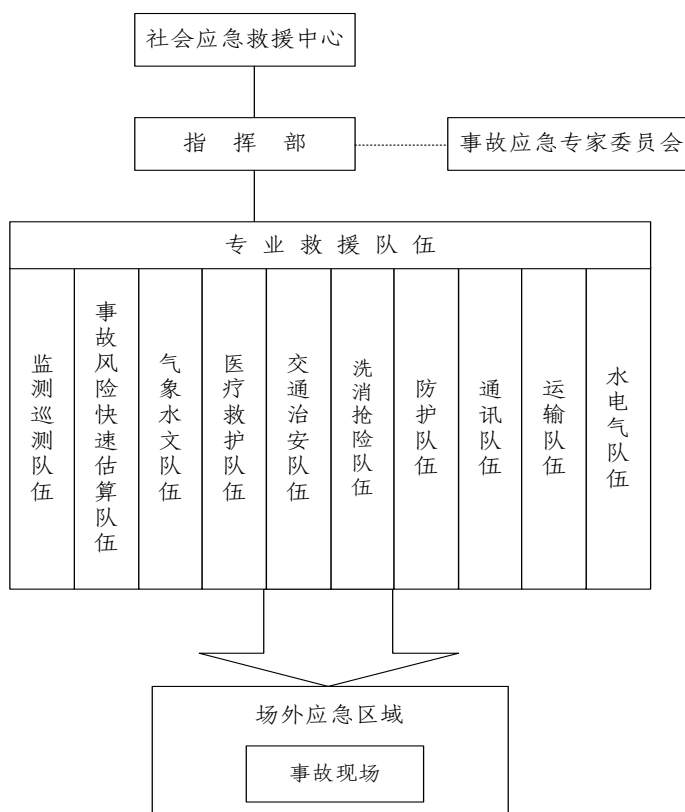 社会应急救援中心
指挥部
事故应急专家委员会
专业救援队伍
监测巡测队伍
事故风险快速估算队伍
气象水文队伍
医疗救护队伍
交通治安队伍
洗消抢险队伍
防护队伍
通讯队伍
运输队伍
水电气队伍
场外应急区域
事故现场